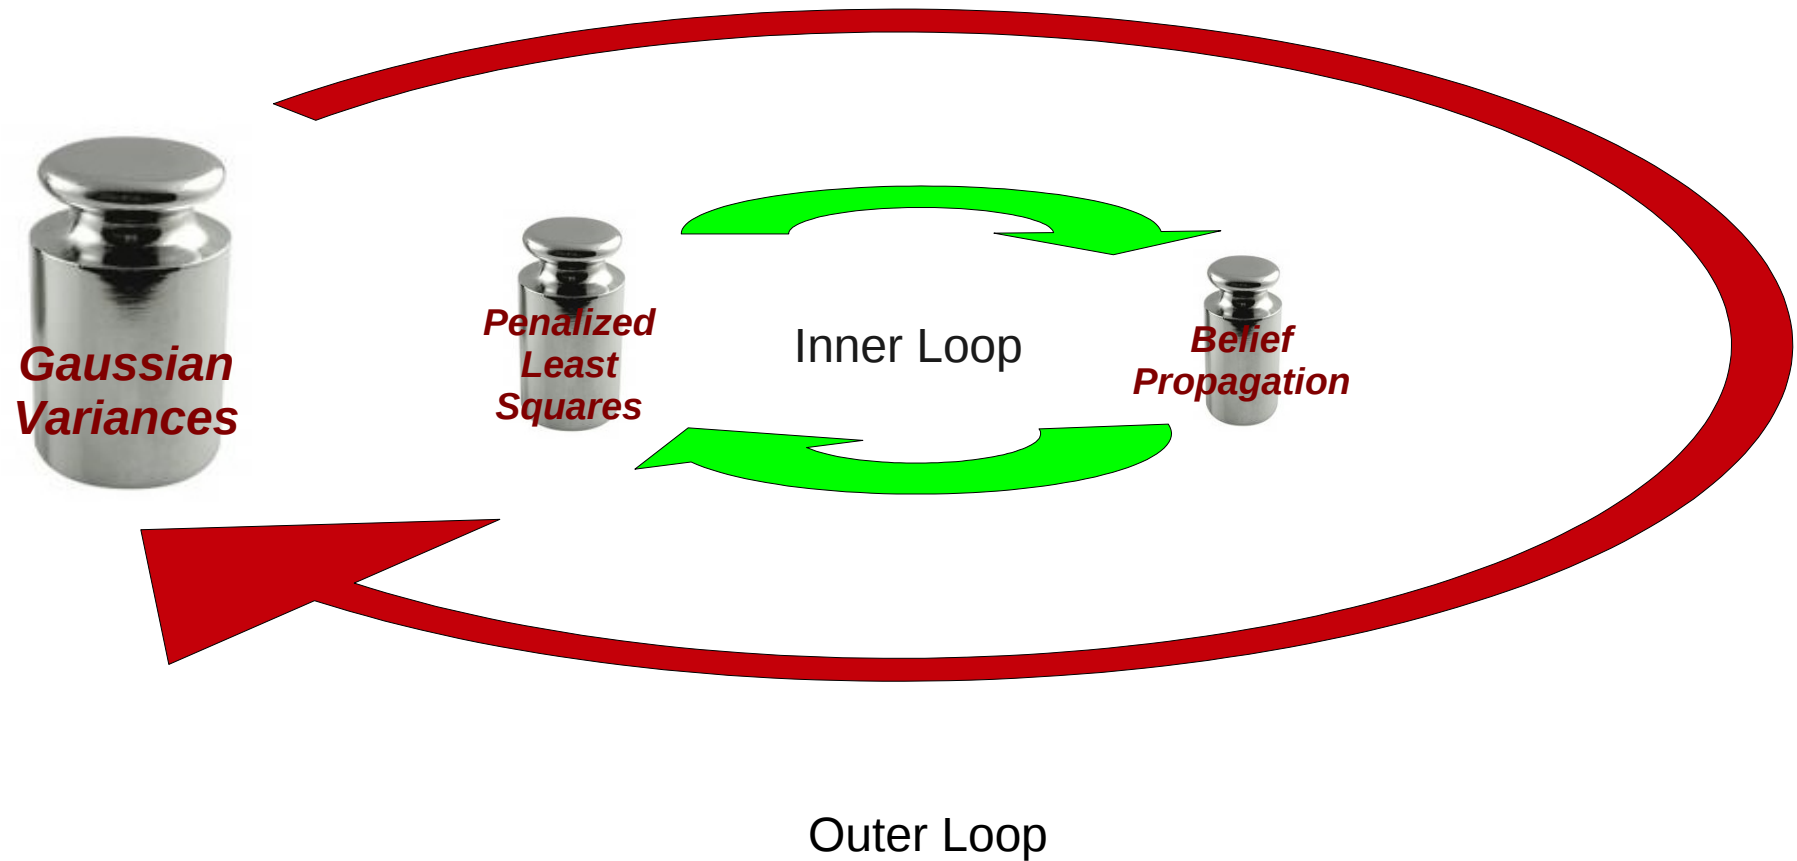 Gaussian
Variances
Penalized
Least
Squares
Inner Loop
Belief
Propagation
Outer Loop